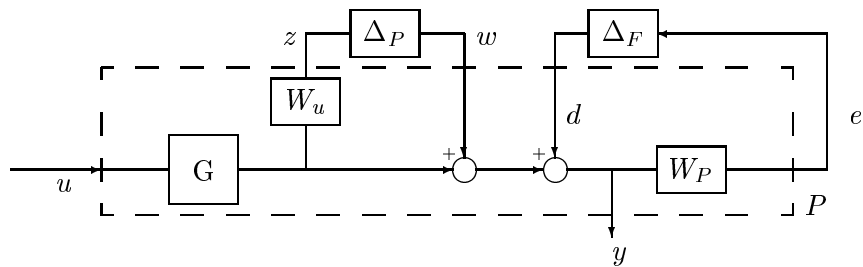 z Δ_P w Δ_F
W_u d e
+ +
u G W_P P
y